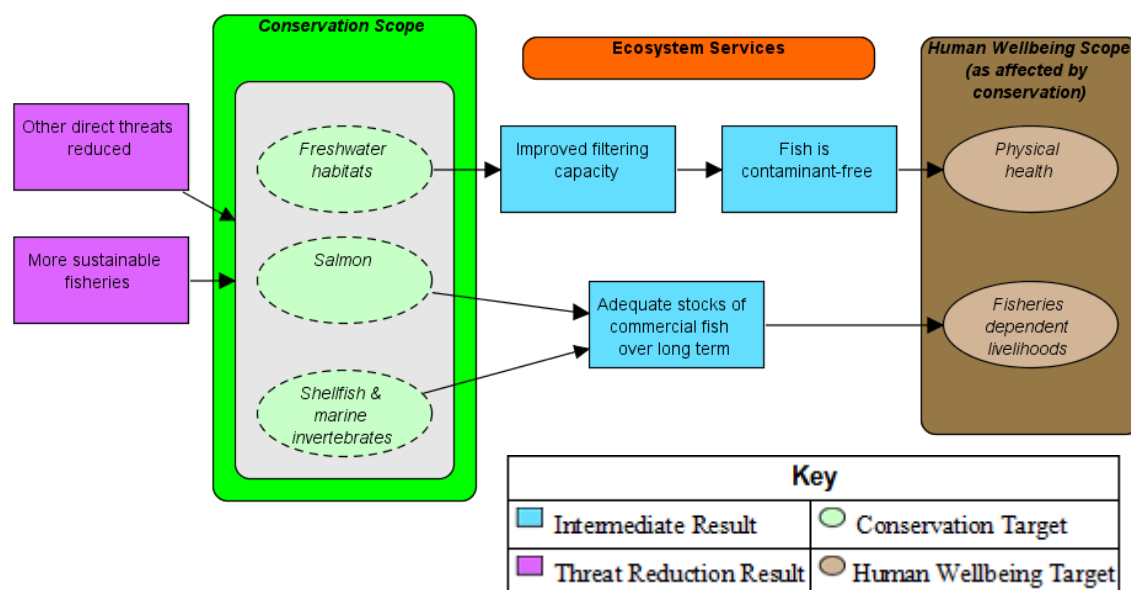 Conservation Scope
Ecosystem Services
Human Wellbeing Scope
(as affected by
conservation)
Other direct threats
reduced
Freshwater
habitats
Improved filtering
capacity
Fish is
contaminant-free
Physical
health
More sustainable
fisheries
Salmon
Adequate stocks of
commercial fish
over long term
Fisheries
dependent
livelihoods
Shellfish &
marine
invertebrates
Key
Intermediate Result
Conservation Target
Threat Reduction Result
Human Wellbeing Target